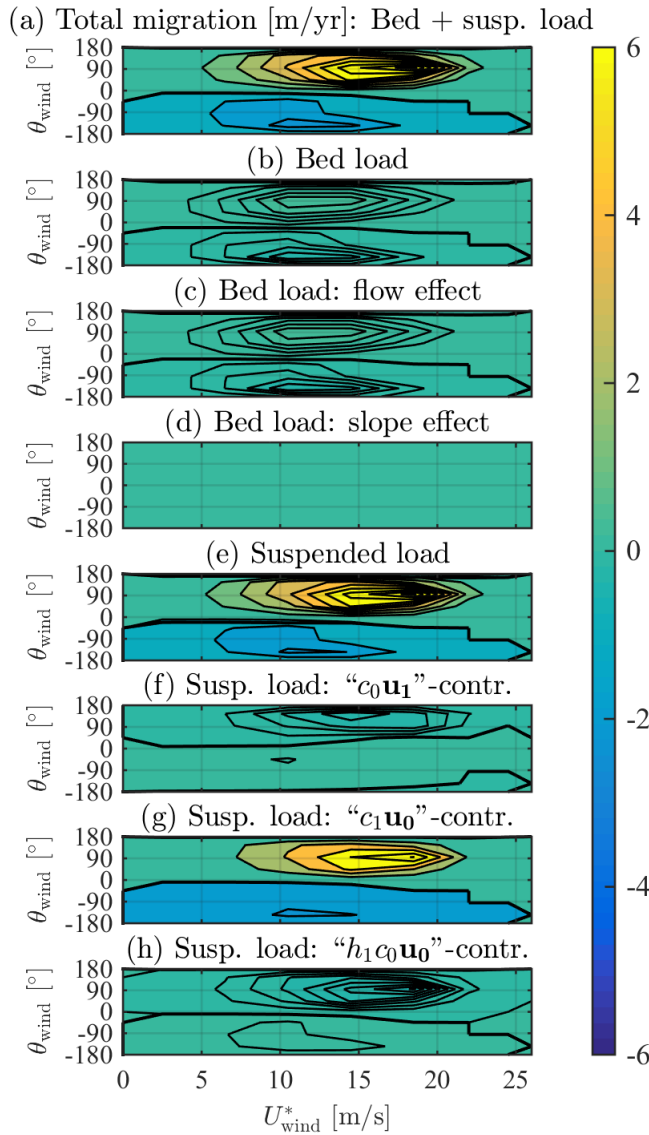 (a) Total migration [m/yr]: Bed + susp. load
180
90
0
-90
-180
θwind [°]
(b) Bed load
180
90
0
-90
-180
θwind [°]
(c) Bed load: flow effect
180
90
0
-90
-180
θwind [°]
(d) Bed load: slope effect
180
90
0
-90
-180
θwind [°]
(e) Suspended load
180
90
0
-90
-180
θwind [°]
(f) Susp. load: “c0u1”-contr.
180
90
0
-90
-180
θwind [°]
(g) Susp. load: “c1u0”-contr.
180
90
0
-90
-180
θwind [°]
(h) Susp. load: “h1c0u0”-contr.
180
90
0
-90
-180
θwind [°]
0 5 10 15 20 25
U*wind [m/s]
6
4
2
0
-2
-4
-6